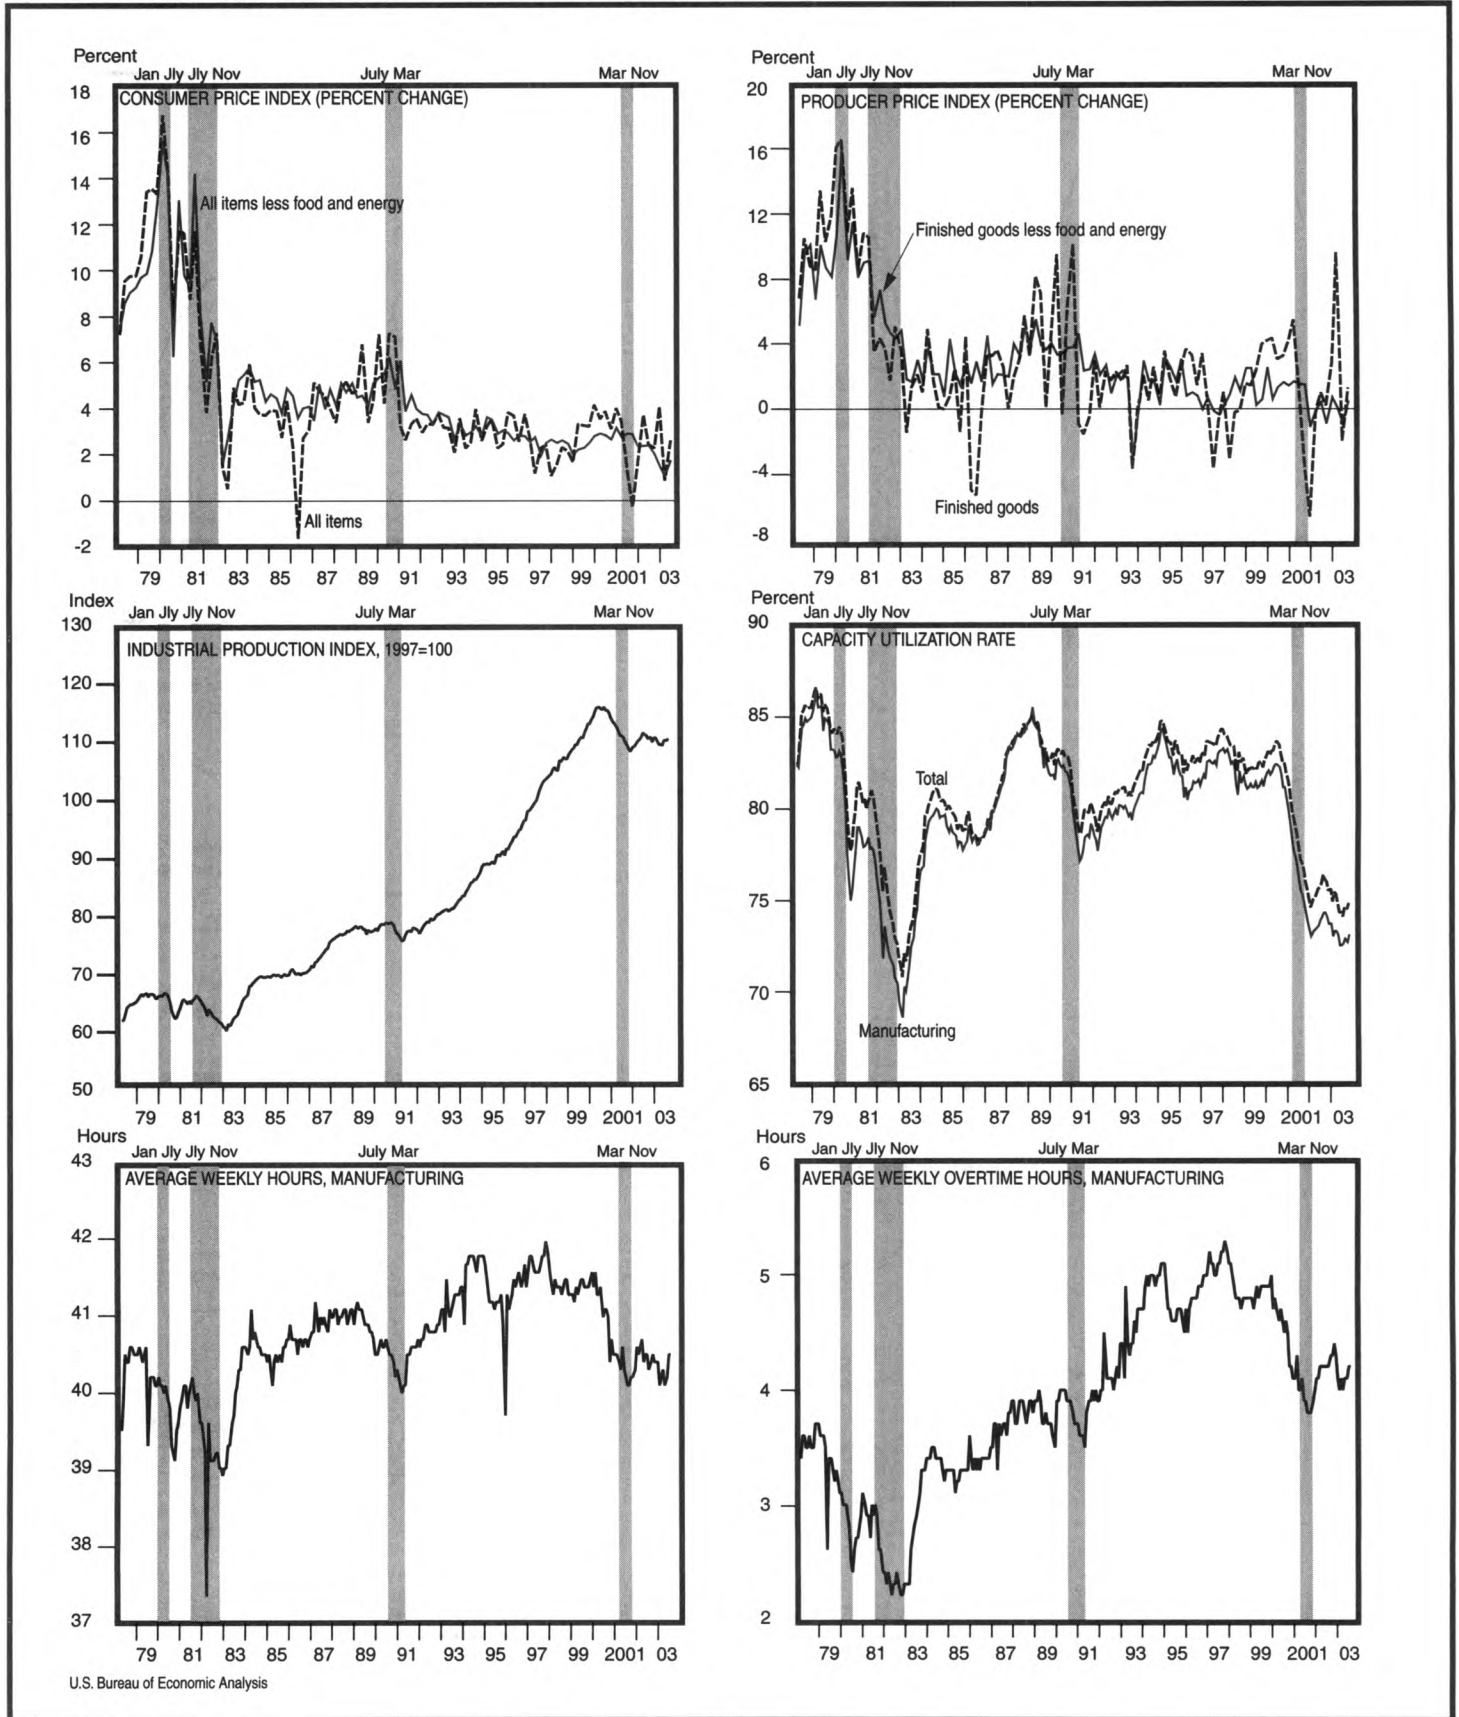 Percent
Jan Jly Jly Nov July Mar Mar Nov
CONSUMER PRICE INDEX (PERCENT CHANGE)
18
16
14
12
10
8
6
4
2
0
-2
All items less food and energy
All items
79 81 83 85 87 89 91 93 95 97 99 2001 03
Percent
Jan Jly Jly Nov July Mar Mar Nov
PRODUCER PRICE INDEX (PERCENT CHANGE)
20
16
12
8
4
0
-4
-8
Finished goods less food and energy
Finished goods
79 81 83 85 87 89 91 93 95 97 99 2001 03
Index
Jan Jly Jly Nov July Mar Mar Nov
INDUSTRIAL PRODUCTION INDEX, 1997=100
130
120
110
100
90
80
70
60
50
79 81 83 85 87 89 91 93 95 97 99 2001 03
Percent
Jan Jly Jly Nov July Mar Mar Nov
CAPACITY UTILIZATION RATE
90
85
80
75
70
65
Total
Manufacturing
79 81 83 85 87 89 91 93 95 97 99 2001 03
Hours
Jan Jly Jly Nov July Mar Mar Nov
AVERAGE WEEKLY HOURS, MANUFACTURING
43
42
41
40
39
38
37
79 81 83 85 87 89 91 93 95 97 99 2001 03
Hours
Jan Jly Jly Nov July Mar Mar Nov
AVERAGE WEEKLY OVERTIME HOURS, MANUFACTURING
6
5
4
3
2
79 81 83 85 87 89 91 93 95 97 99 2001 03
U.S. Bureau of Economic Analysis